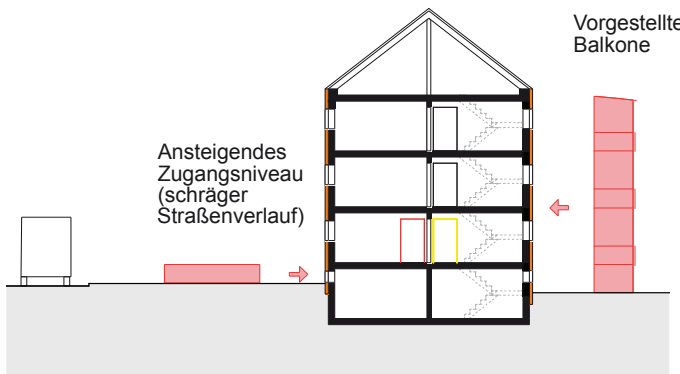 Vorgestellte
Balkone
Ansteigendes
Zugangsniveau
(schräger
Straßenverlauf)